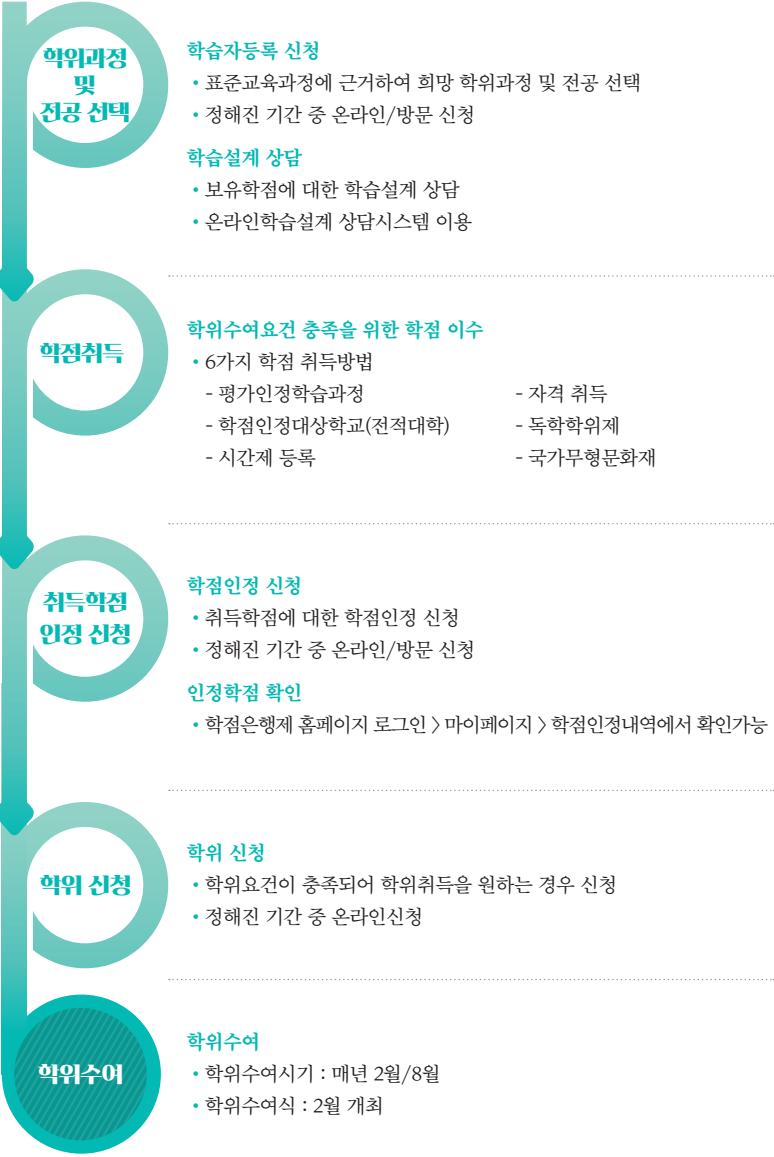 학위과정
및
전공 선택
학습자등록 신청
• 표준교육과정에 근거하여 희망 학위과정 및 전공 선택
• 정해진 기간 중 온라인/방문 신청
학습설계 상담
• 보유학점에 대한 학습설계 상담
• 온라인학습설계 상담시스템 이용
학점취득
학위수여요건 충족을 위한 학점 이수
• 6가지 학점 취득방법
- 평가인정학습과정 - 자격 취득
- 학점인정대상학교(전적대학) - 독학학위제
- 시간제 등록 - 국가무형문화재
취득학점
인정 신청
학점인정 신청
• 취득학점에 대한 학점인정 신청
• 정해진 기간 중 온라인/방문 신청
인정학점 확인
• 학점은행제 홈페이지 로그인 > 마이페이지 > 학점인정내역에서 확인가능
학위 신청
학위 신청
• 학위요건이 충족되어 학위취득을 원하는 경우 신청
• 정해진 기간 중 온라인신청
학위수여
학위수여
• 학위수여시기 : 매년 2월/8월
• 학위수여식 : 2월 개최